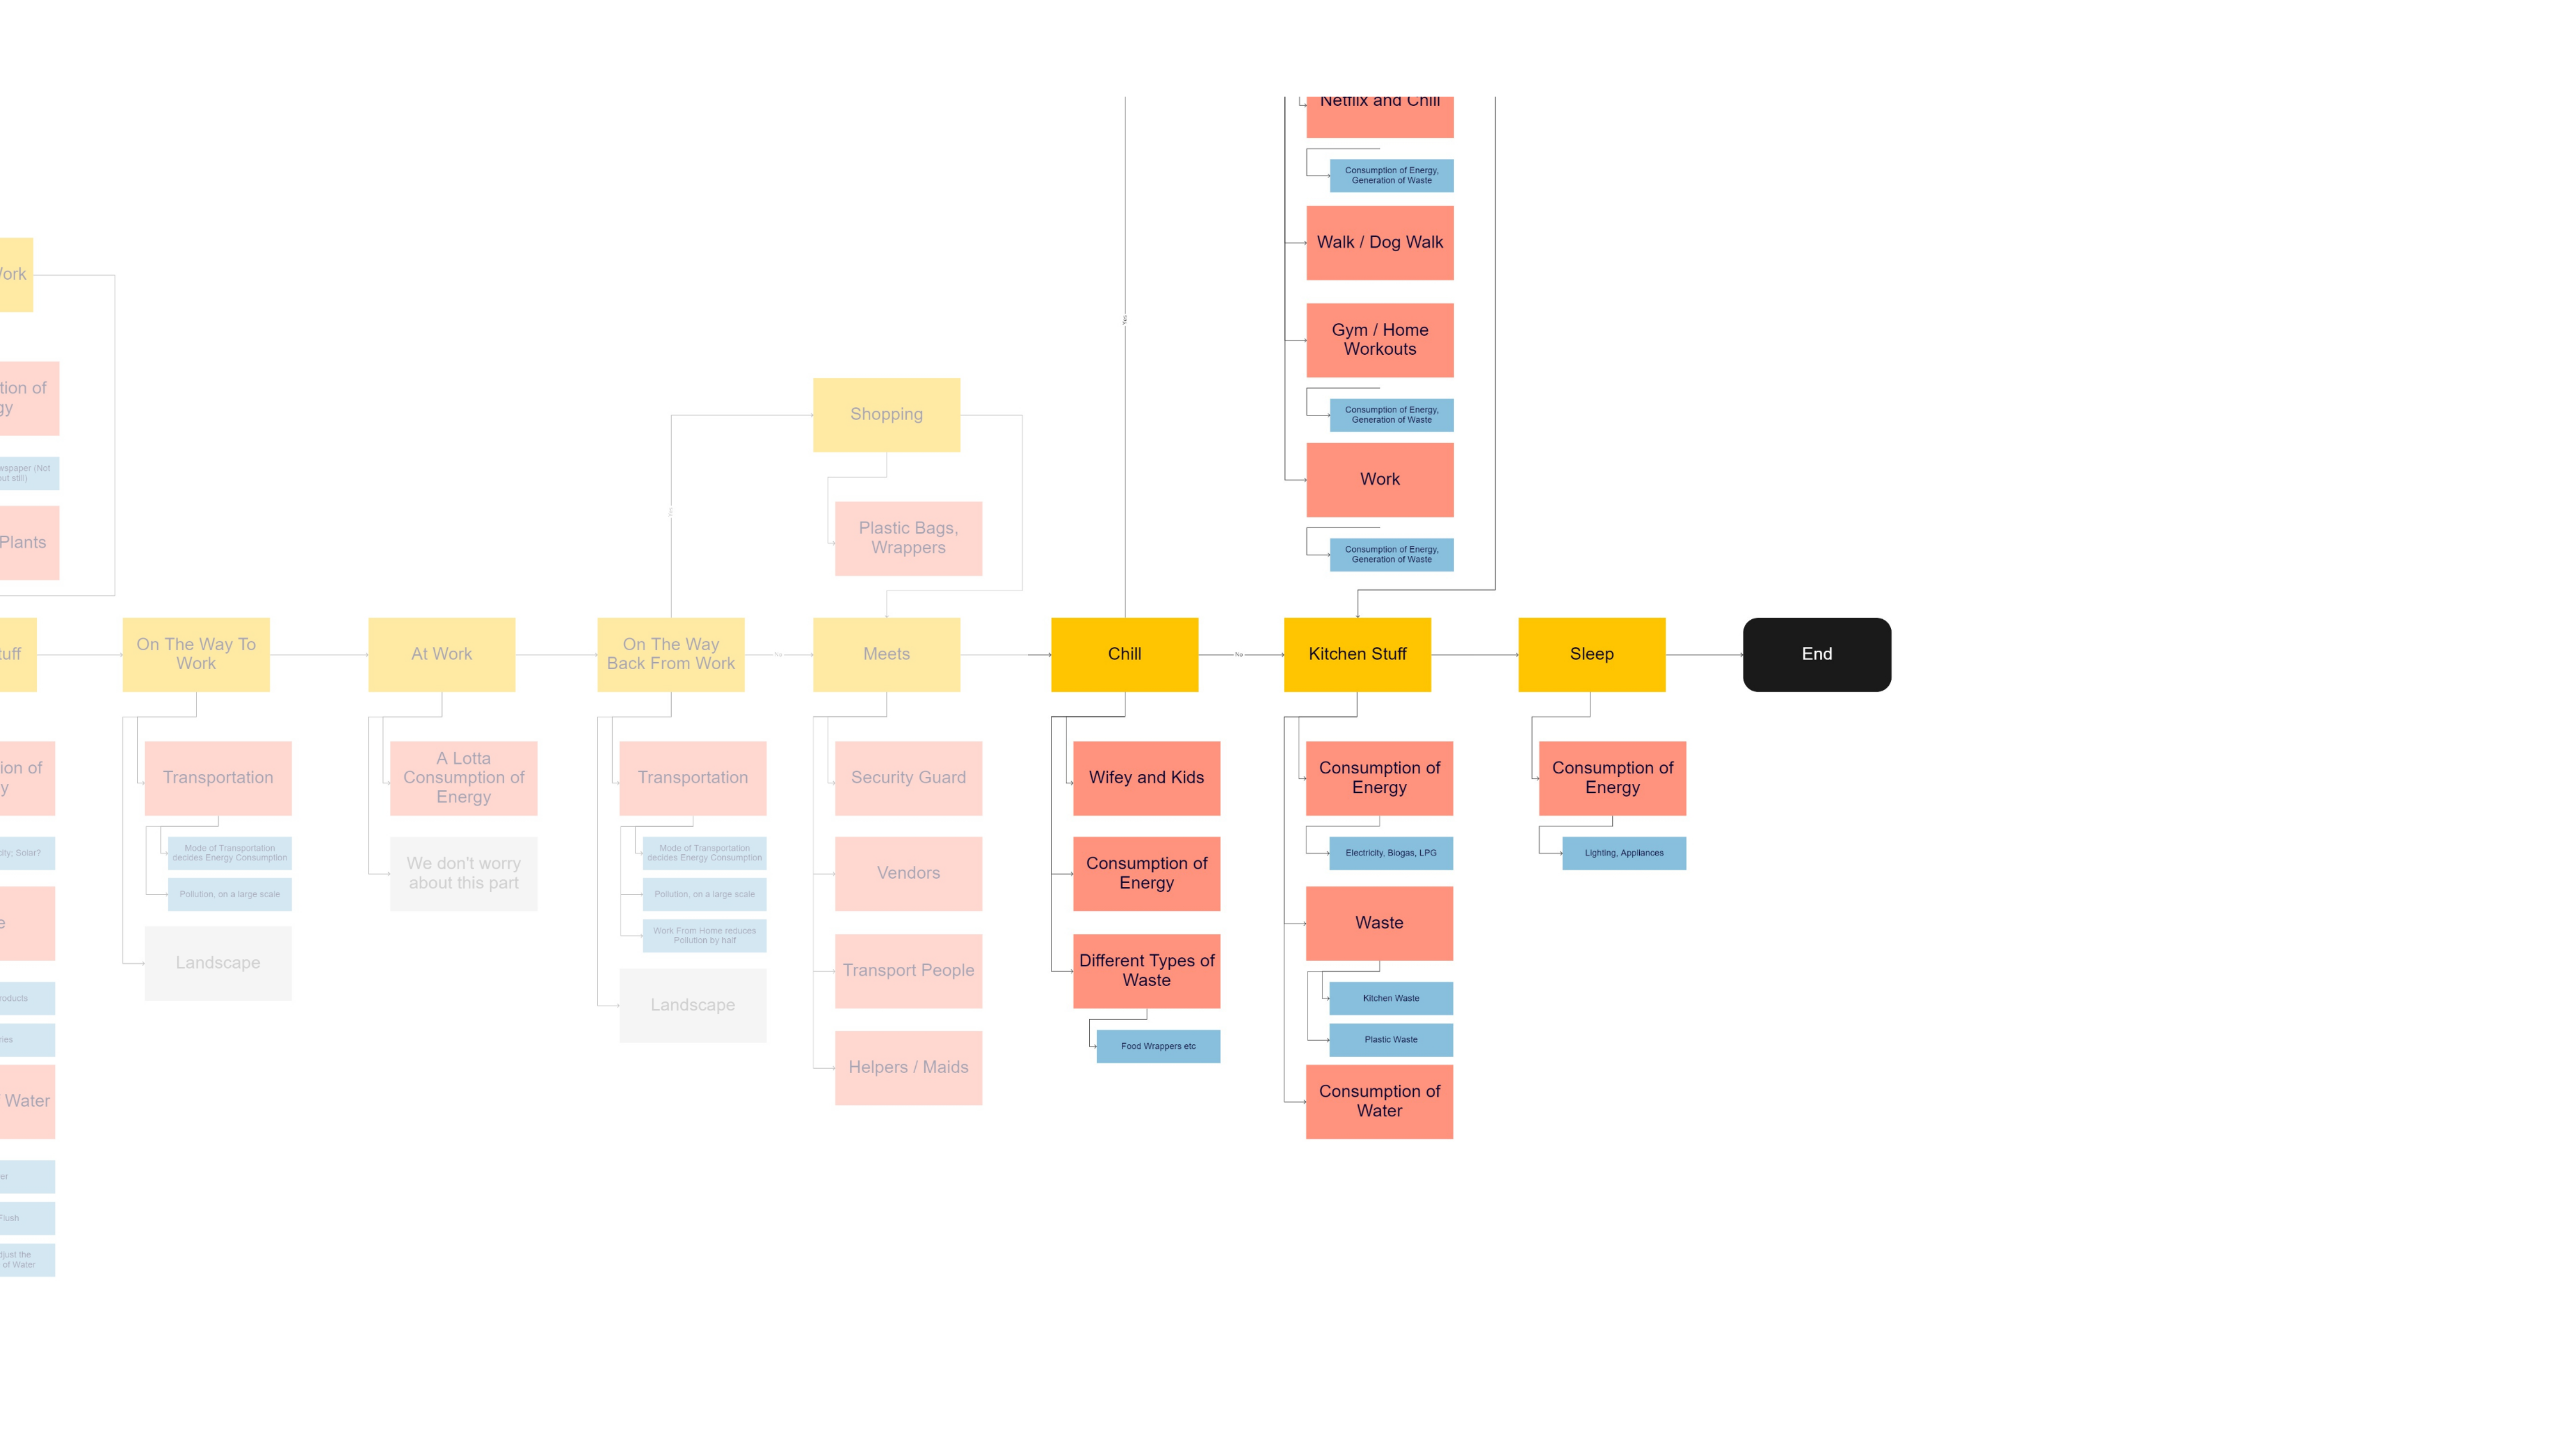 Netflix and Chill
Consumption of Energy,
Generation of Waste
Walk / Dog Walk
Gym / Home
Workouts
Consumption of Energy,
Generation of Waste
Work
Consumption of Energy,
Generation of Waste
Shopping
Plastic Bags,
Wrappers
Yes
On The Way To
Work
At Work
On The Way
Back From Work
No
Meets
Chill
No
Kitchen Stuff
Sleep
End
Transportation
Mode of Transportation
decides Energy Consumption
Pollution, on a large scale
Landscape
A Lotta
Consumption of
Energy
We don't worry
about this part
Transportation
Mode of Transportation
decides Energy Consumption
Pollution, on a large scale
Work From Home reduces
Pollution by half
Landscape
Security Guard
Vendors
Transport People
Helpers / Maids
Wifey and Kids
Consumption of
Energy
Different Types of
Waste
Food Wrappers etc
Consumption of
Energy
Electricity, Biogas, LPG
Waste
Kitchen Waste
Plastic Waste
Consumption of
Water
Consumption of
Energy
Lighting, Appliances
Plants
Solar?
Water
Flush
of Water